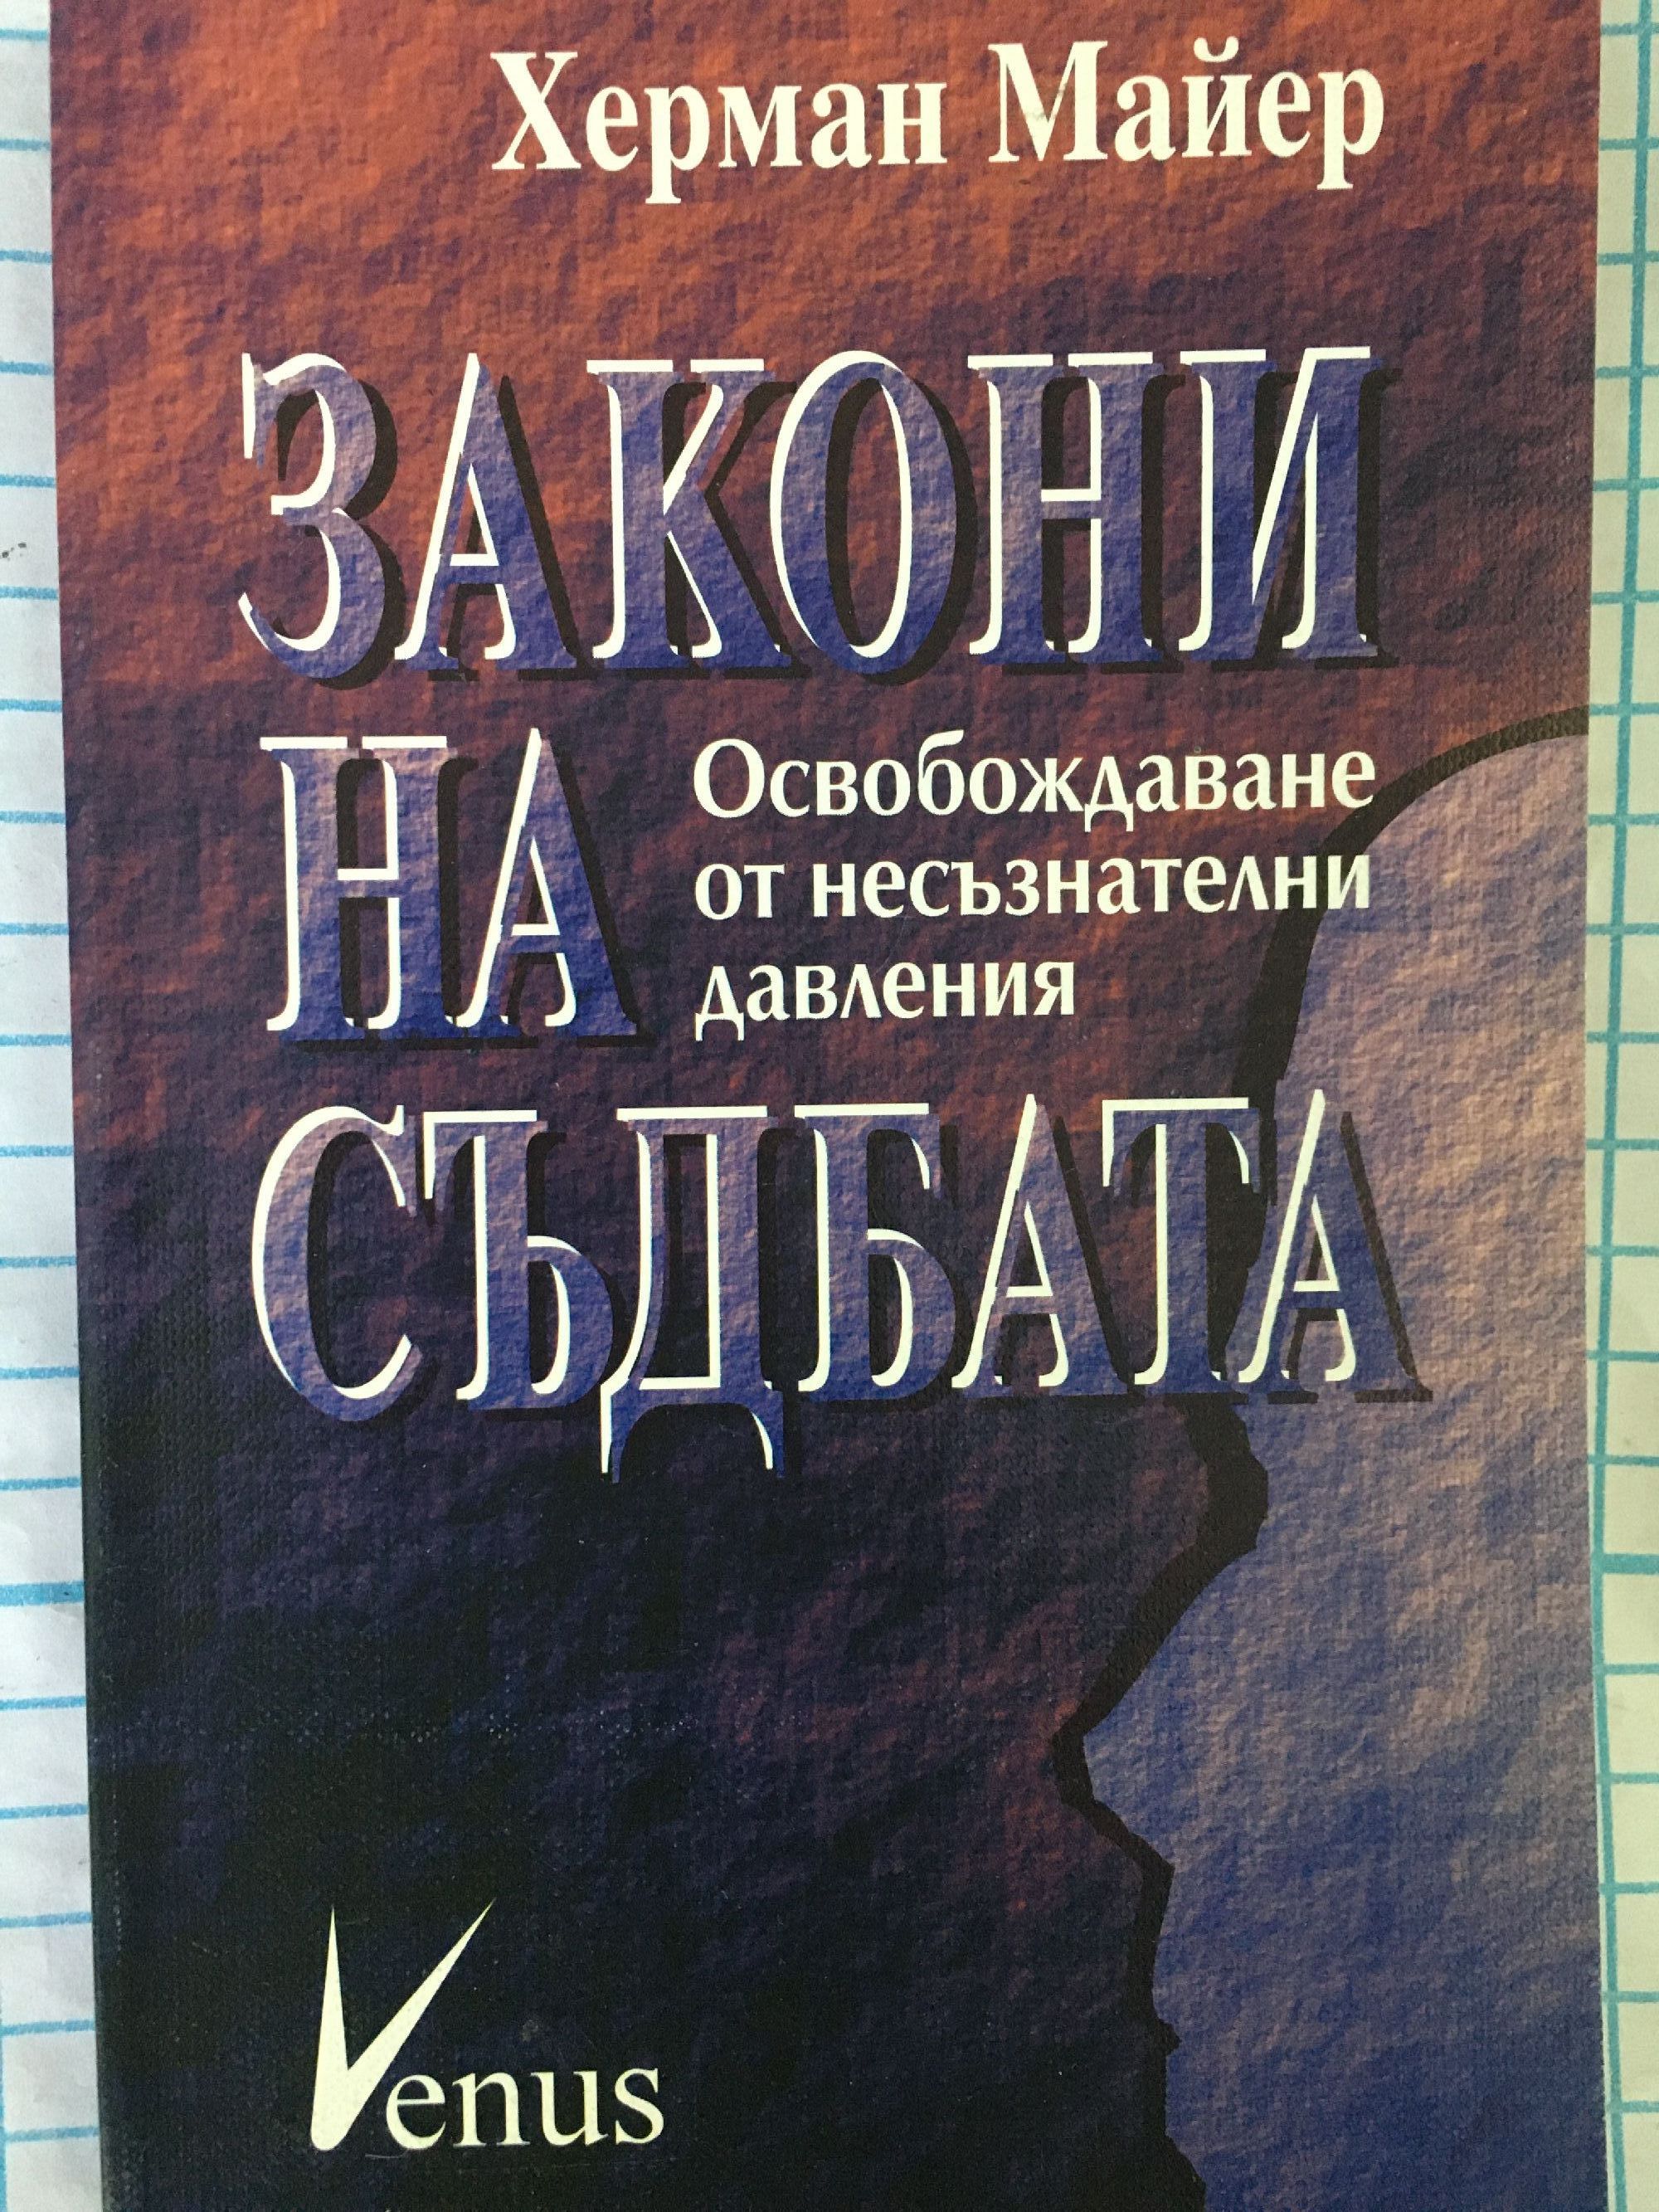 Херман Майер
ЗАКОНИ
НА
Освобождаване
от несъзнателни
давления
СЪДБАТА
Venus